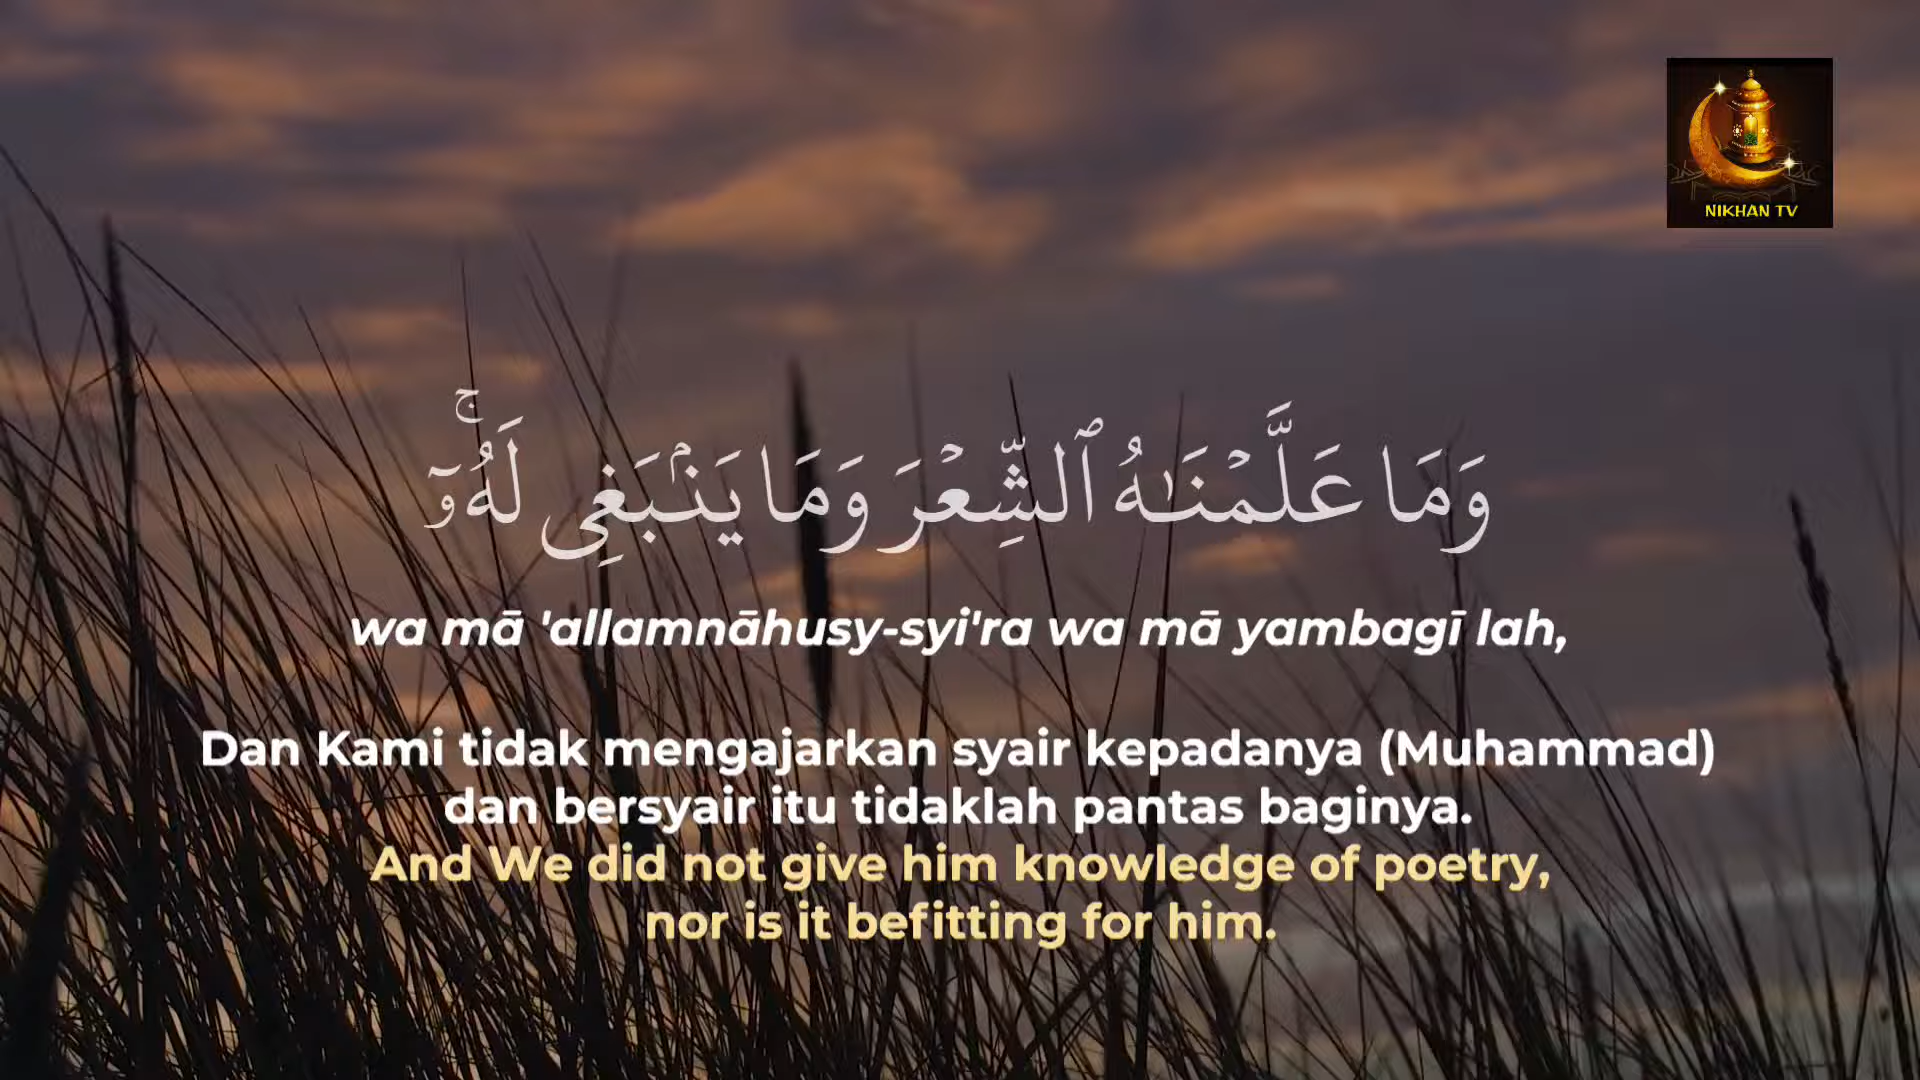 NIKHAN TV
وَمَا عَلَّمْنَـٰهُ ٱلشِّعْرَ وَمَا يَنۢبَغِى لَهُۥٓ ۚ
wa mā 'allamnāhusy-syi'ra wa mā yambagī lah,
Dan Kami tidak mengajarkan syair kepadanya (Muhammad)
dan bersyair itu tidaklah pantas baginya.
And We did not give him knowledge of poetry,
nor is it befitting for him.